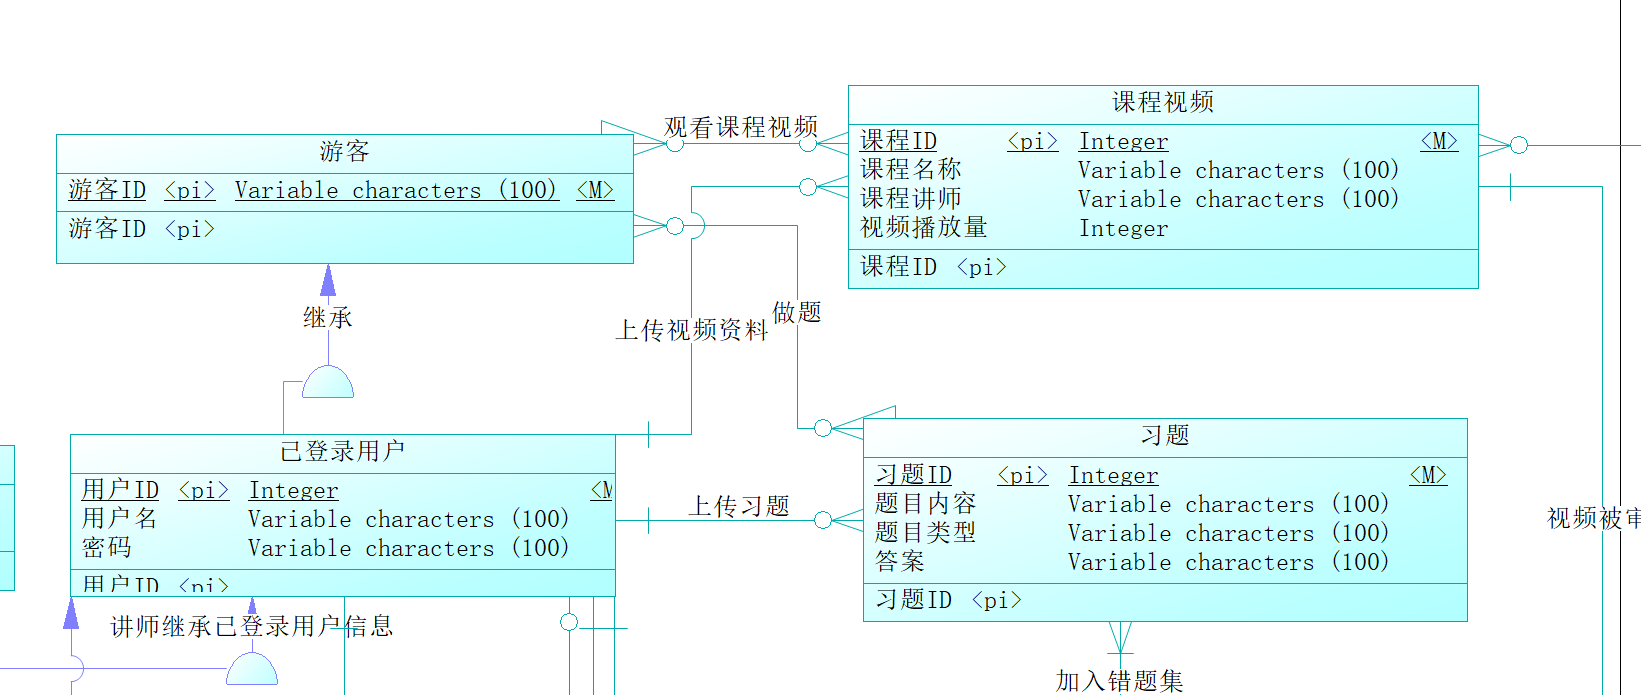 游客
游客ID <pi> Variable characters (100) <M>
游客ID <pi>
观看课程视频
课程视频
课程ID <pi> Integer <M>
课程名称 Variable characters (100)
课程讲师 Variable characters (100)
视频播放量 Integer
课程ID <pi>
继承
上传视频资料
做题
已登录用户
用户ID <pi> Integer <M
用户名 Variable characters (100)
密码 Variable characters (100)
用户ID <pi>
上传习题
习题
习题ID <pi> Integer <M>
题目内容 Variable characters (100)
题目类型 Variable characters (100)
答案 Variable characters (100)
习题ID <pi>
视频被审
讲师继承已登录用户信息
加入错题集